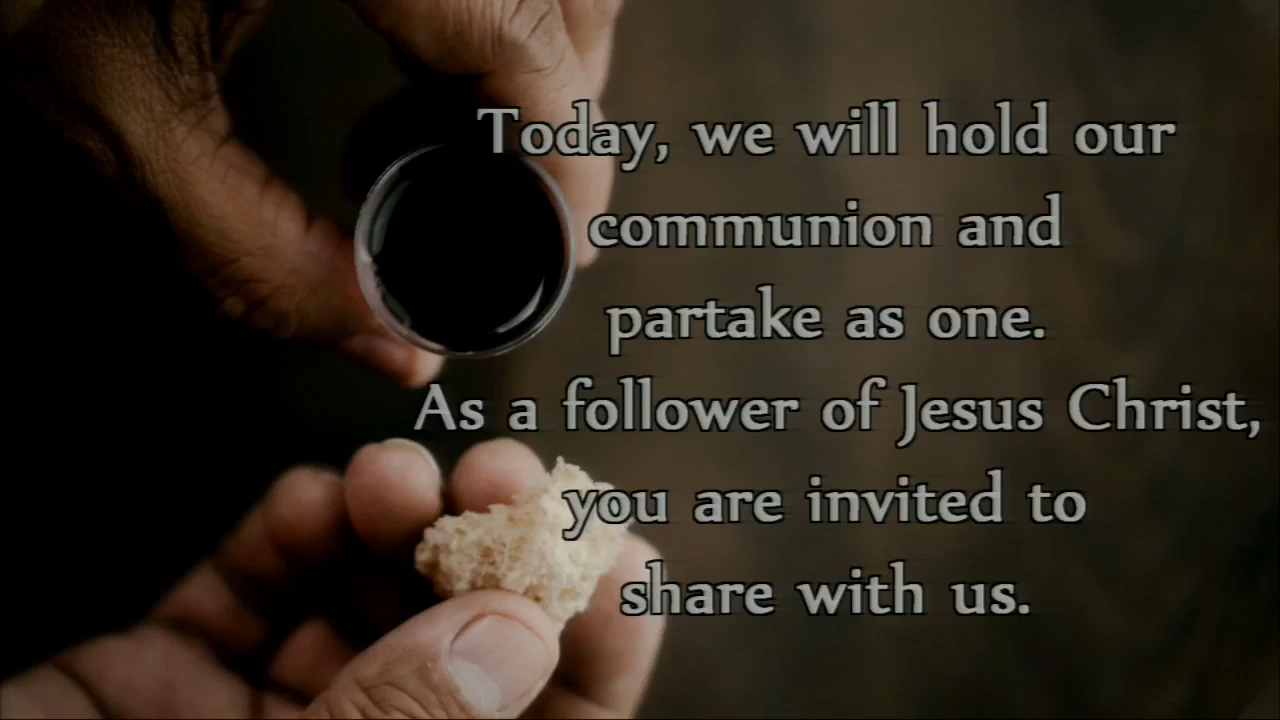 Today, we will hold our
communion and
partake as one.
As a follower of Jesus Christ,
you are invited to
share with us.